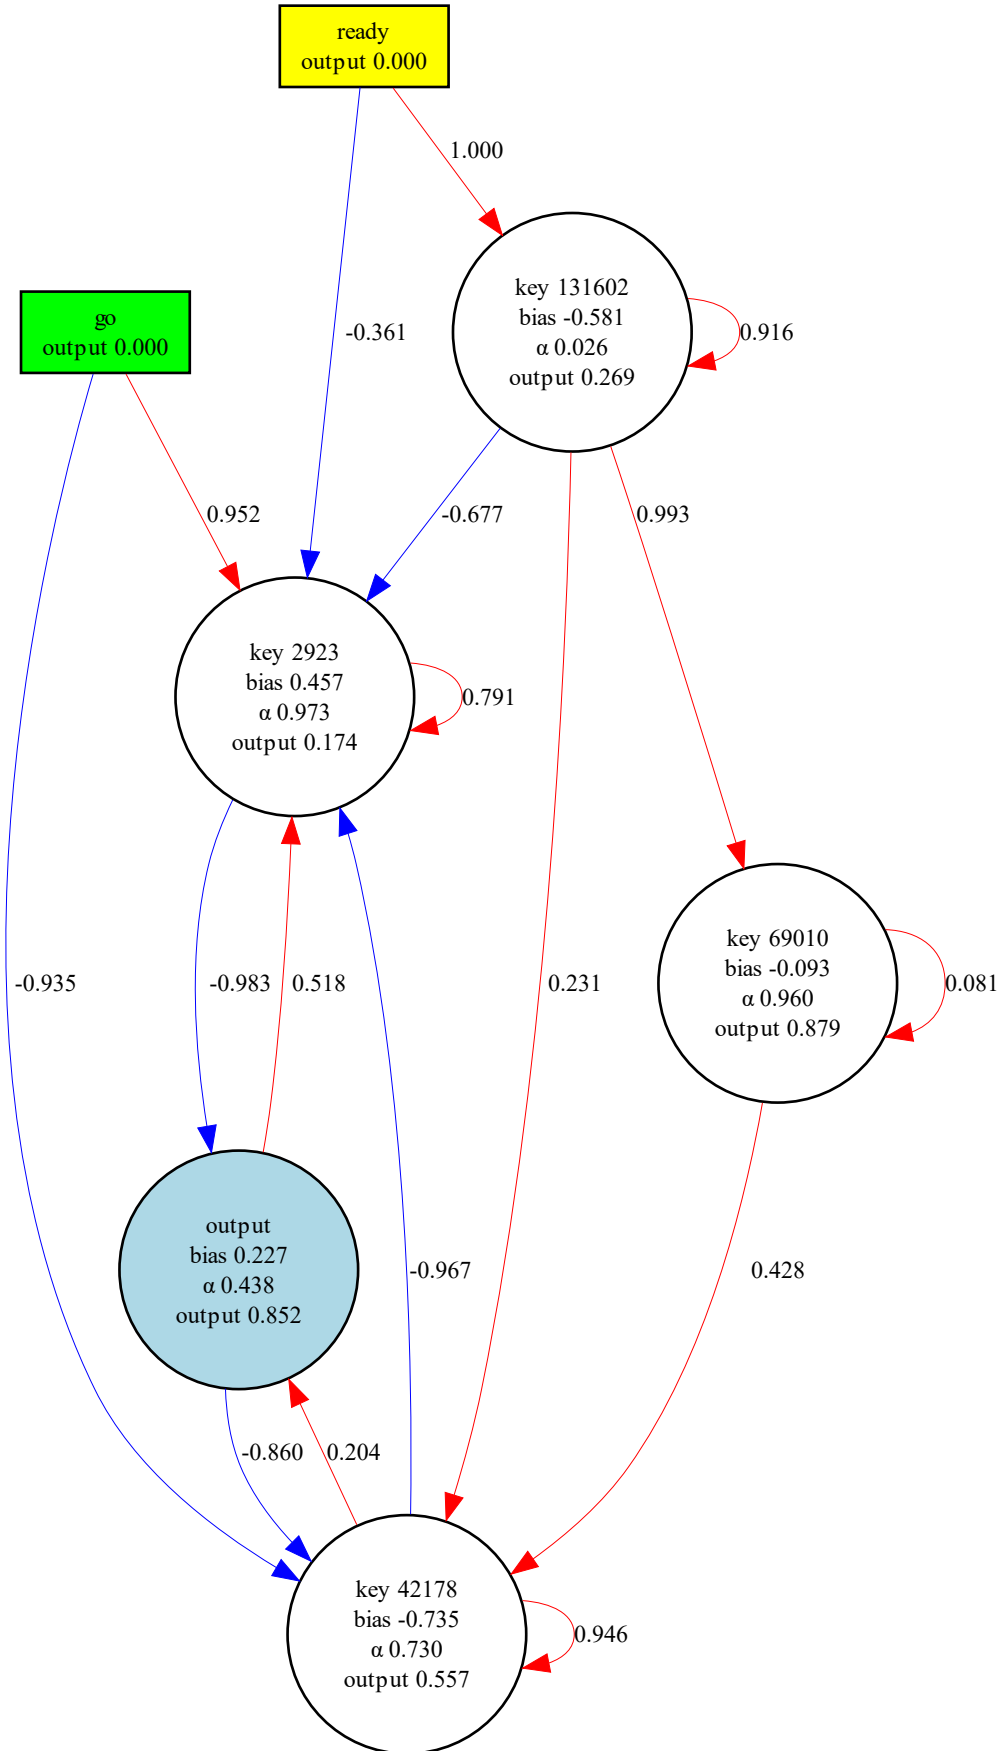 ready
output 0.000
1.000
key 131602
bias -0.581
α 0.026
output 0.269
0.916
go
output 0.000
-0.361
0.952
-0.677
0.993
key 2923
bias 0.457
α 0.973
output 0.174
0.791
key 69010
bias -0.093
α 0.960
output 0.879
0.081
-0.935
-0.983
0.518
0.231
output
bias 0.227
α 0.438
output 0.852
-0.967
0.428
-0.860
0.204
key 42178
bias -0.735
α 0.730
output 0.557
0.946